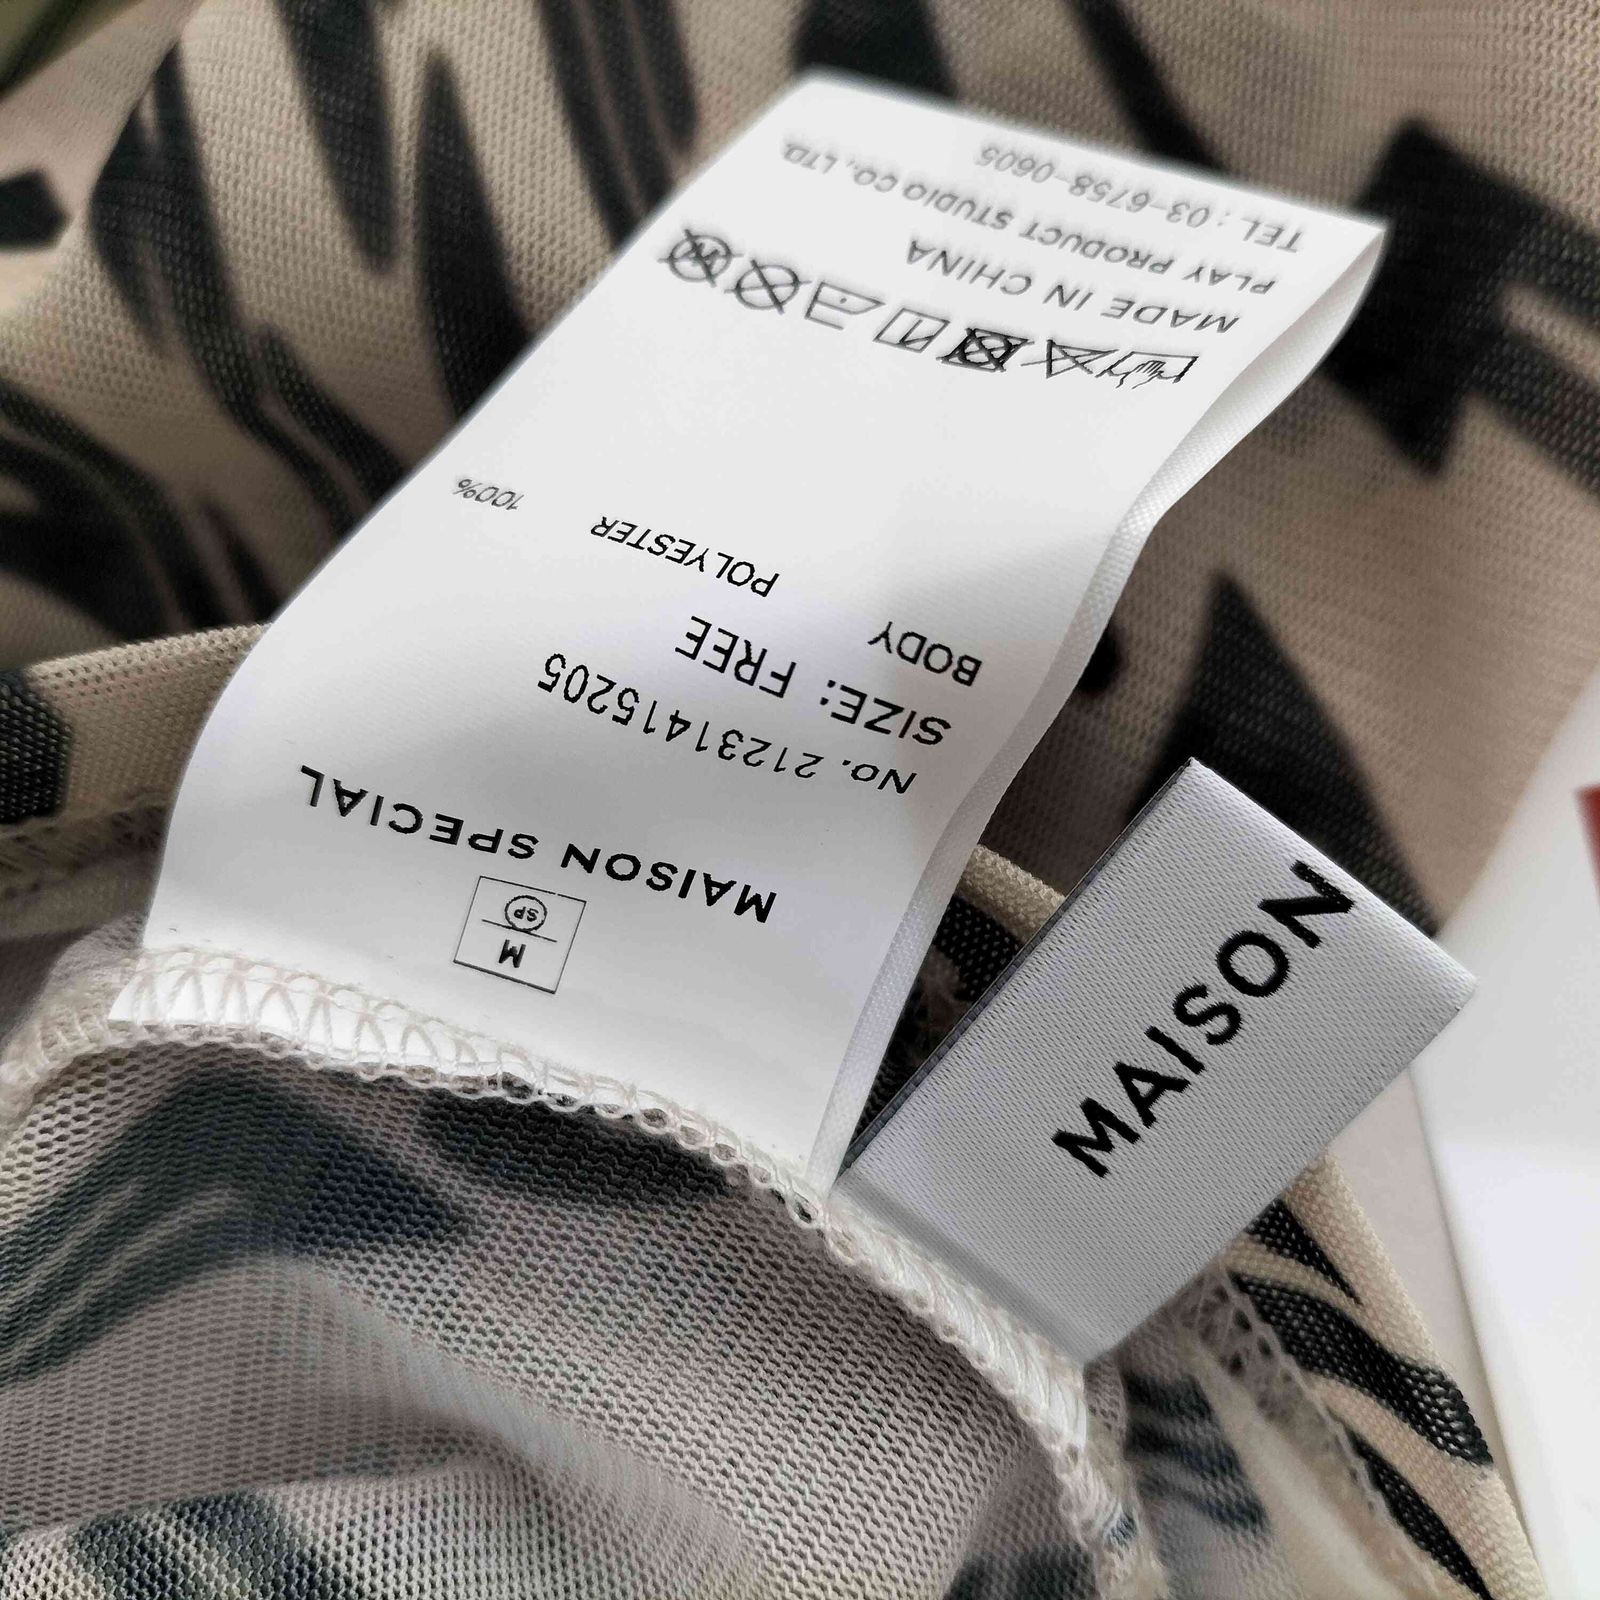 M
SP
MAISON SPECIAL
No. 21231415205
SIZE: FREE
BODY
POLYESTER 100%
MADE IN CHINA
PLAY PRODUCT STUDIO CO., LTD.
TEL : 03-6758-0605
MAISON